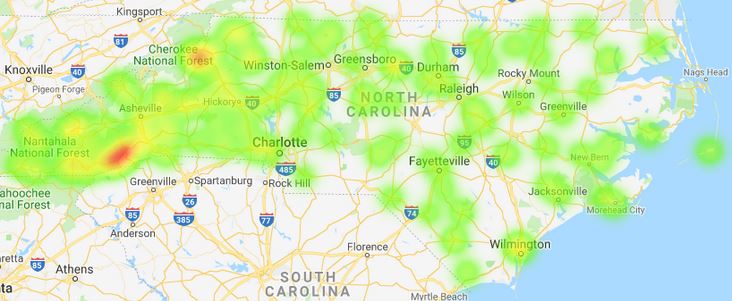 Kingsport
81
Cherokee
National Forest
Knoxville
40
Pigeon Forge
Winston-Salem
Greensboro
40
Durham
85
Rocky Mount
Nags Head
Asheville
Hickory
40
85
NORTH
CAROLINA
Raleigh
Wilson
Greenville
Nantahala
National Forest
Charlotte
485
95
40
Fayetteville
New Bern
Greenville
Spartanburg
Rock Hill
ahoochee
nal Forest
26
85
385
77
74
Jacksonville
Morehead City
Anderson
Florence
Wilmington
85
Athens
SOUTH
CAROLINA
Myrtle Beach
aretta
nta